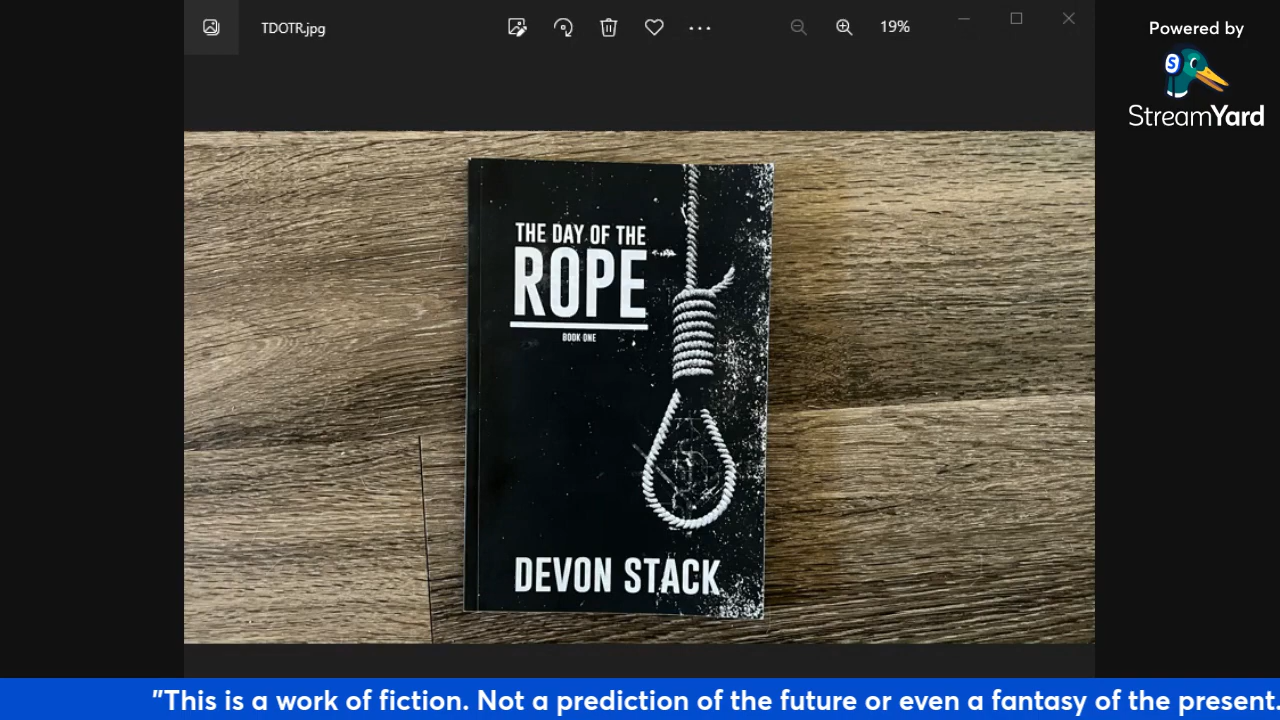 TDOTR.jpg
19%
Powered by
S
StreamYard
THE DAY OF THE
ROPE
BOOK ONE
DEVON STACK
"This is a work of fiction. Not a prediction of the future or even a fantasy of the present.